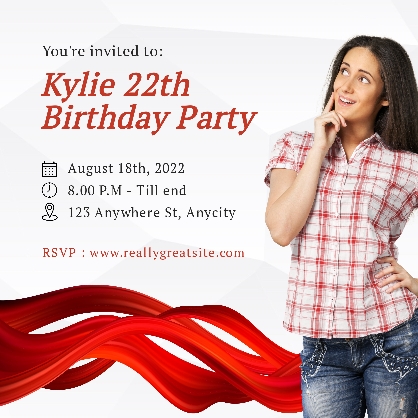 You're invited to:
Kylie 22th
Birthday Party
August 18th, 2022
8.00 P.M - Till end
123 Anywhere St, Anycity
RSVP : www.reallygreatsite.com